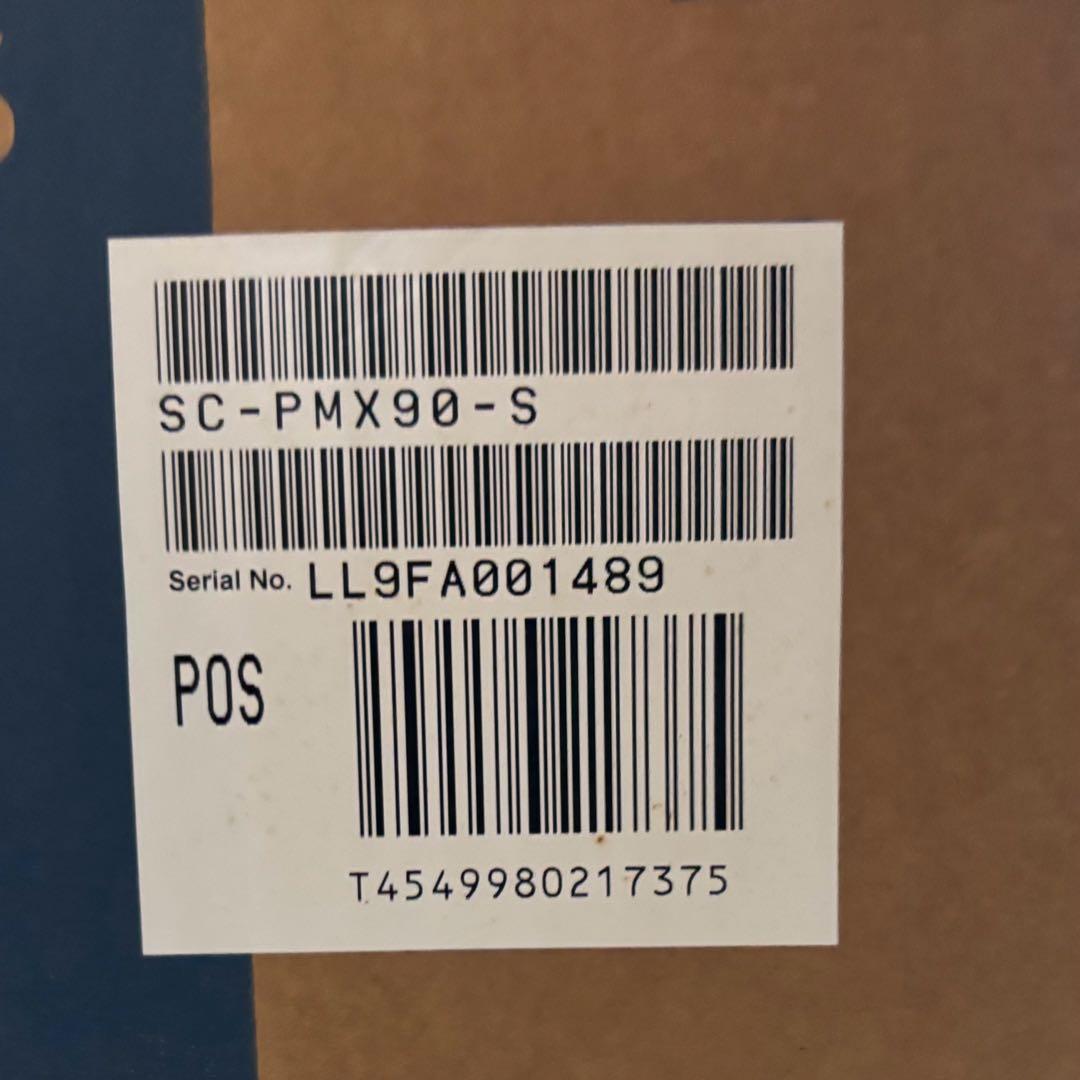 SC-PMX90-S
Serial No. LL9FA001489
POS
T4549980217375